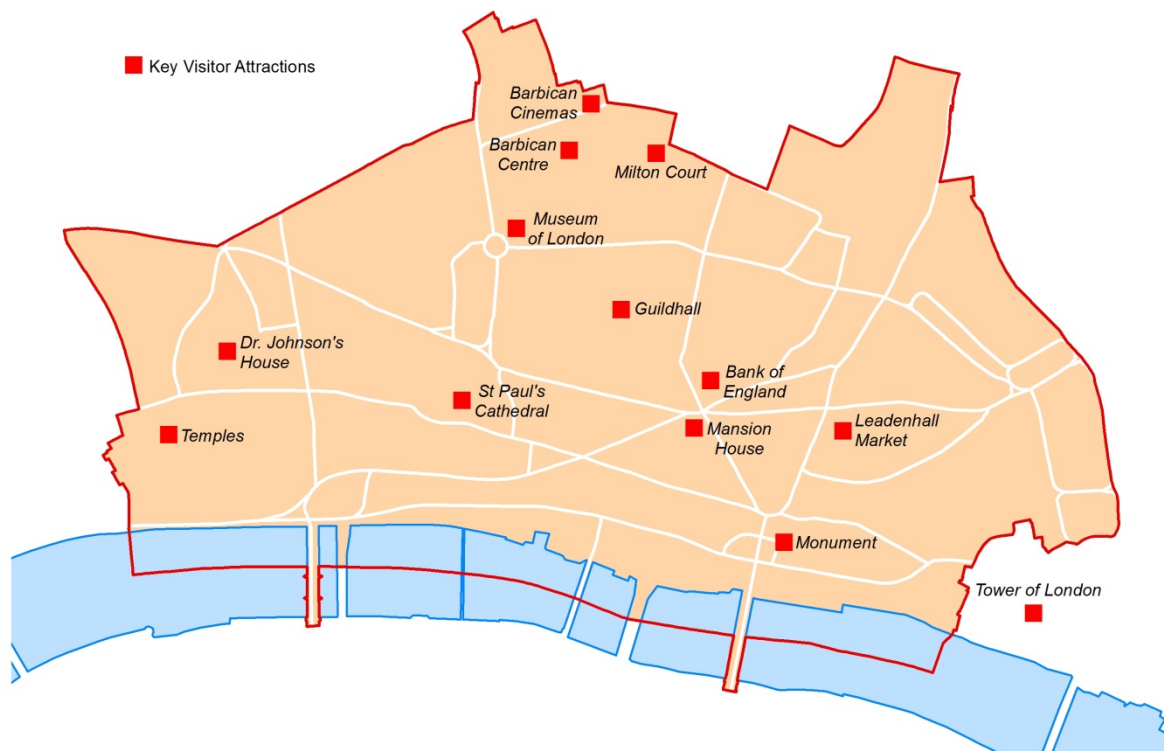 Key Visitor Attractions
Barbican
Cinemas
Barbican
Centre
Milton Court
Museum
of London
Guildhall
Dr. Johnson's
House
Bank of
England
St Paul's
Cathedral
Temples
Mansion
House
Leadenhall
Market
Monument
Tower of London